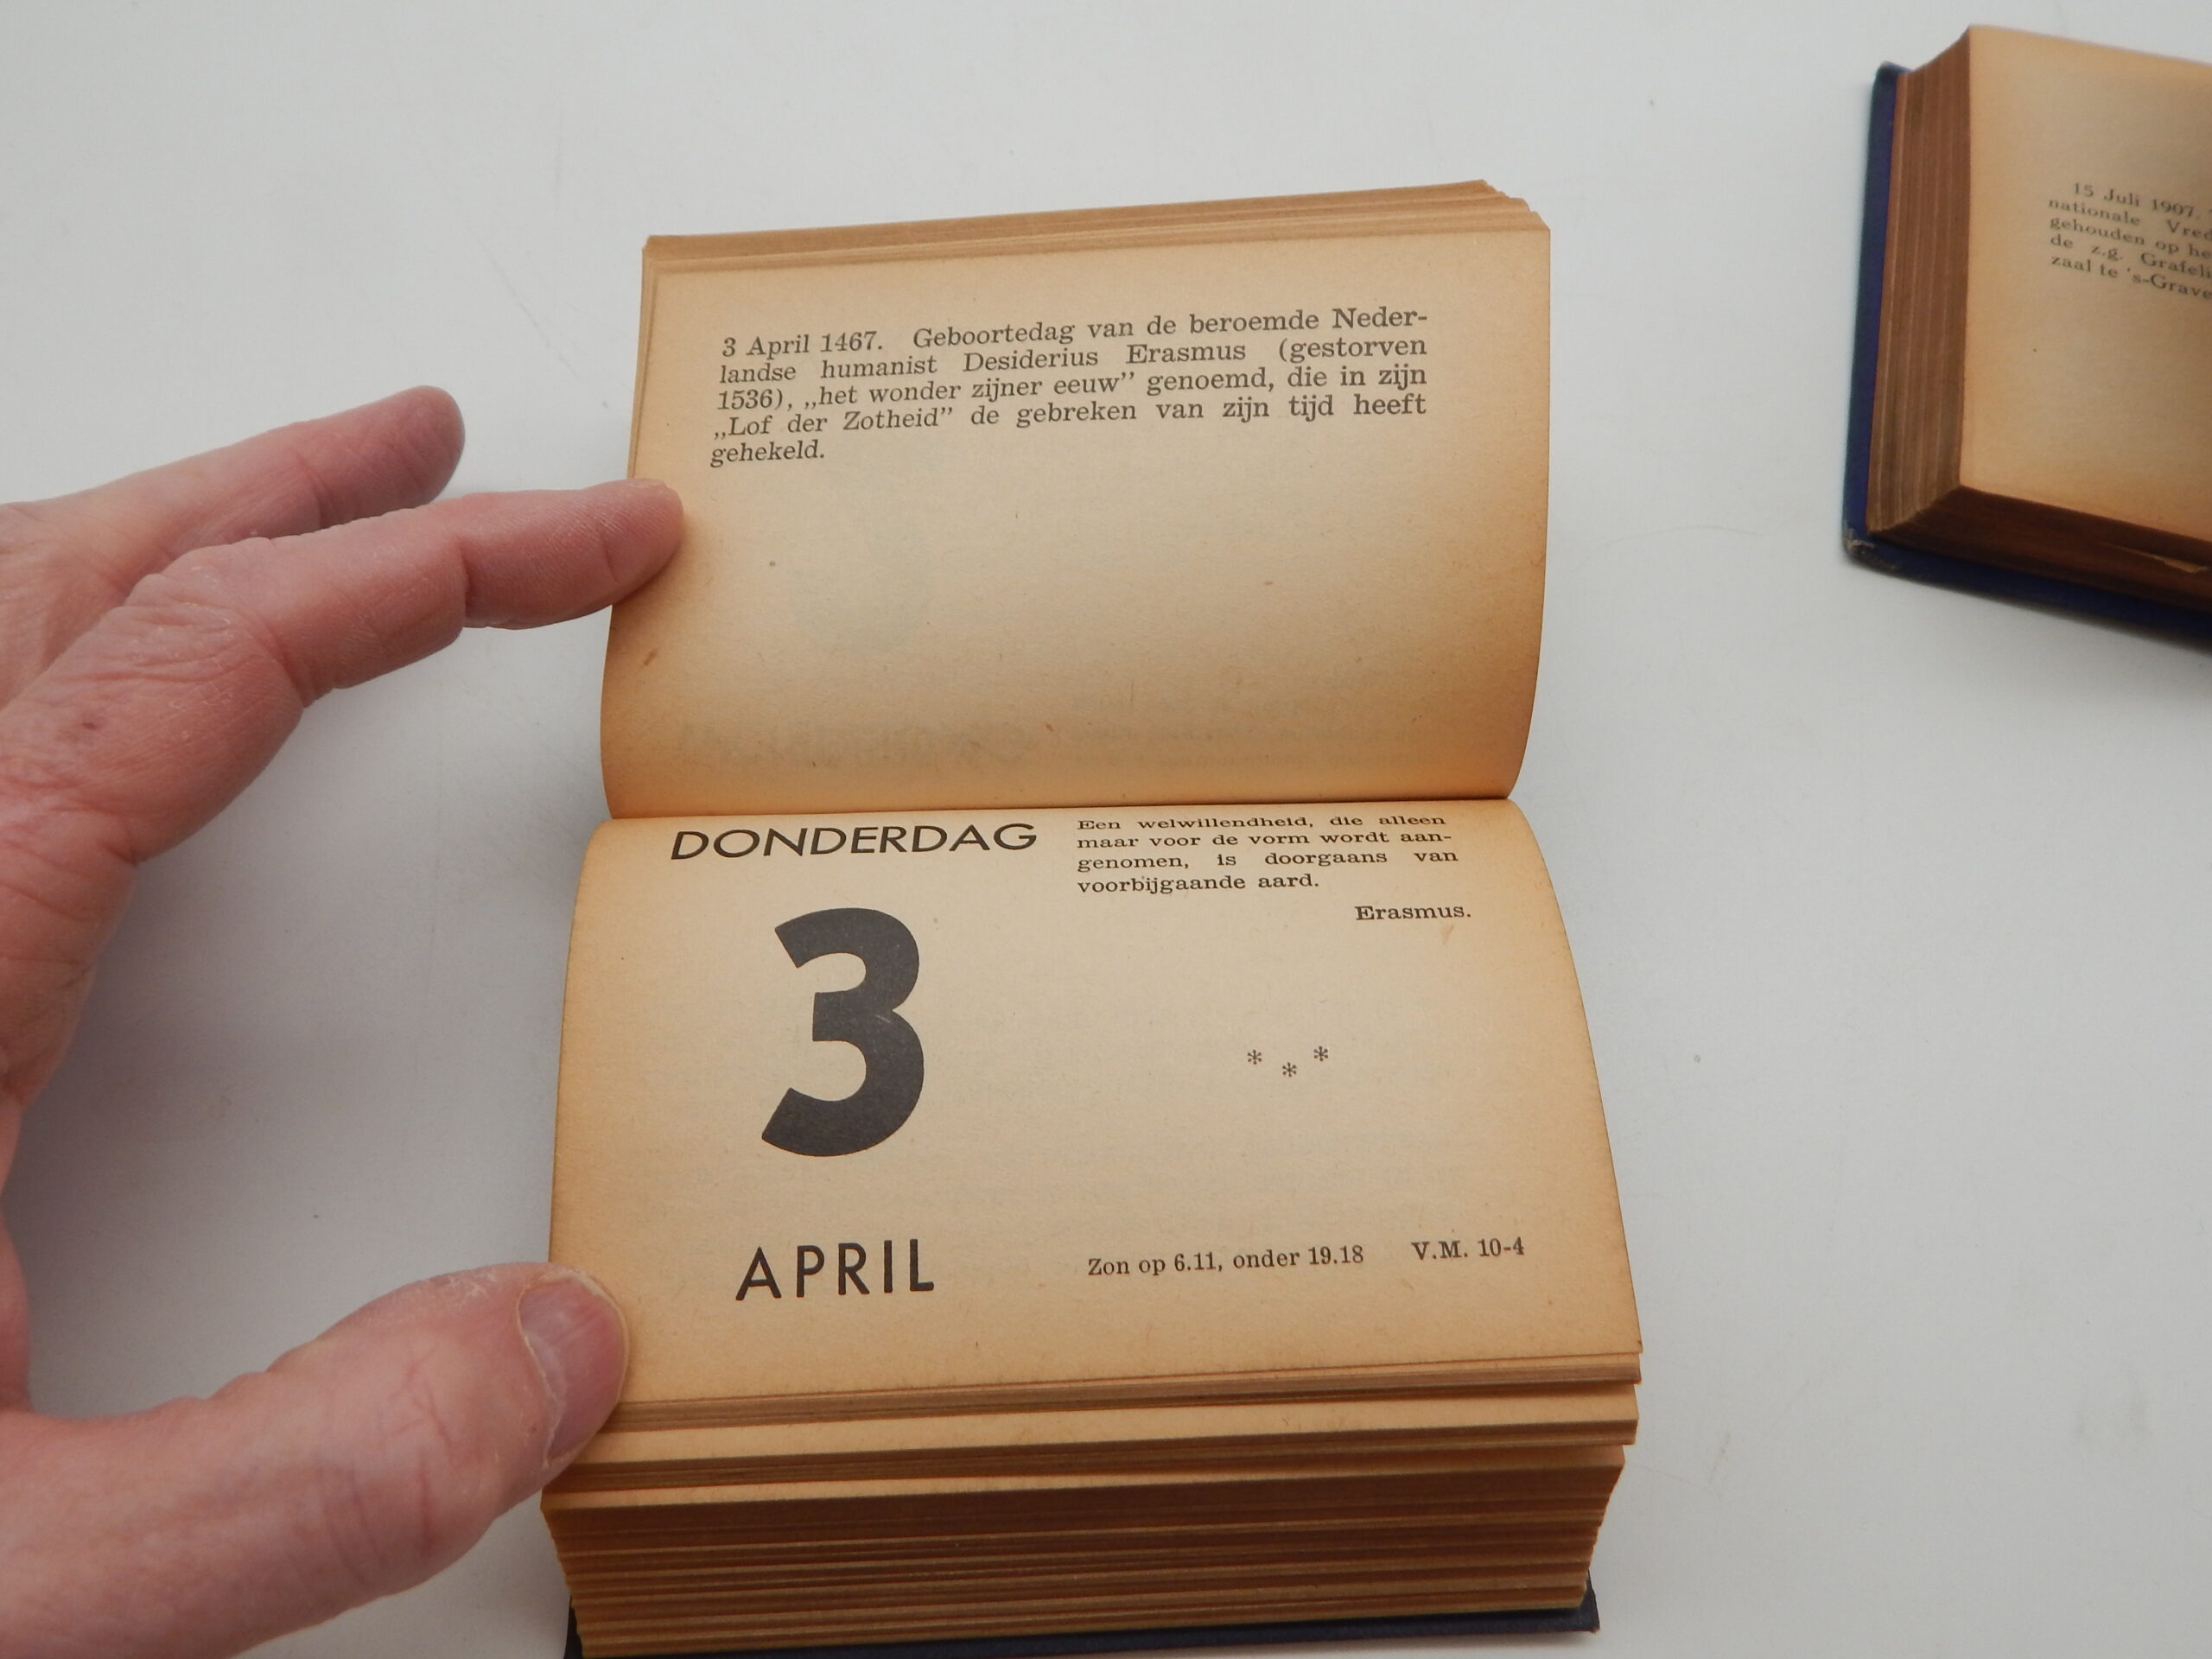 3 April 1467. Geboortedag van de beroemde Neder-
landse humanist Desiderius Erasmus (gestorven
1536), „het wonder zijner eeuw” genoemd, die in zijn
„Lof der Zotheid” de gebreken van zijn tijd heeft
gehekeld.
DONDERDAG
3
APRIL
Een welwillendheid, die alleen
maar voor de vorm wordt aan-
genomen, is doorgaans van
voorbijgaande aard.
Erasmus.
* * *
Zon op 6.11, onder 19.18 V.M. 10-4
15 Juli 1907.
nationale
gehouden op
de z.g.
zaal te